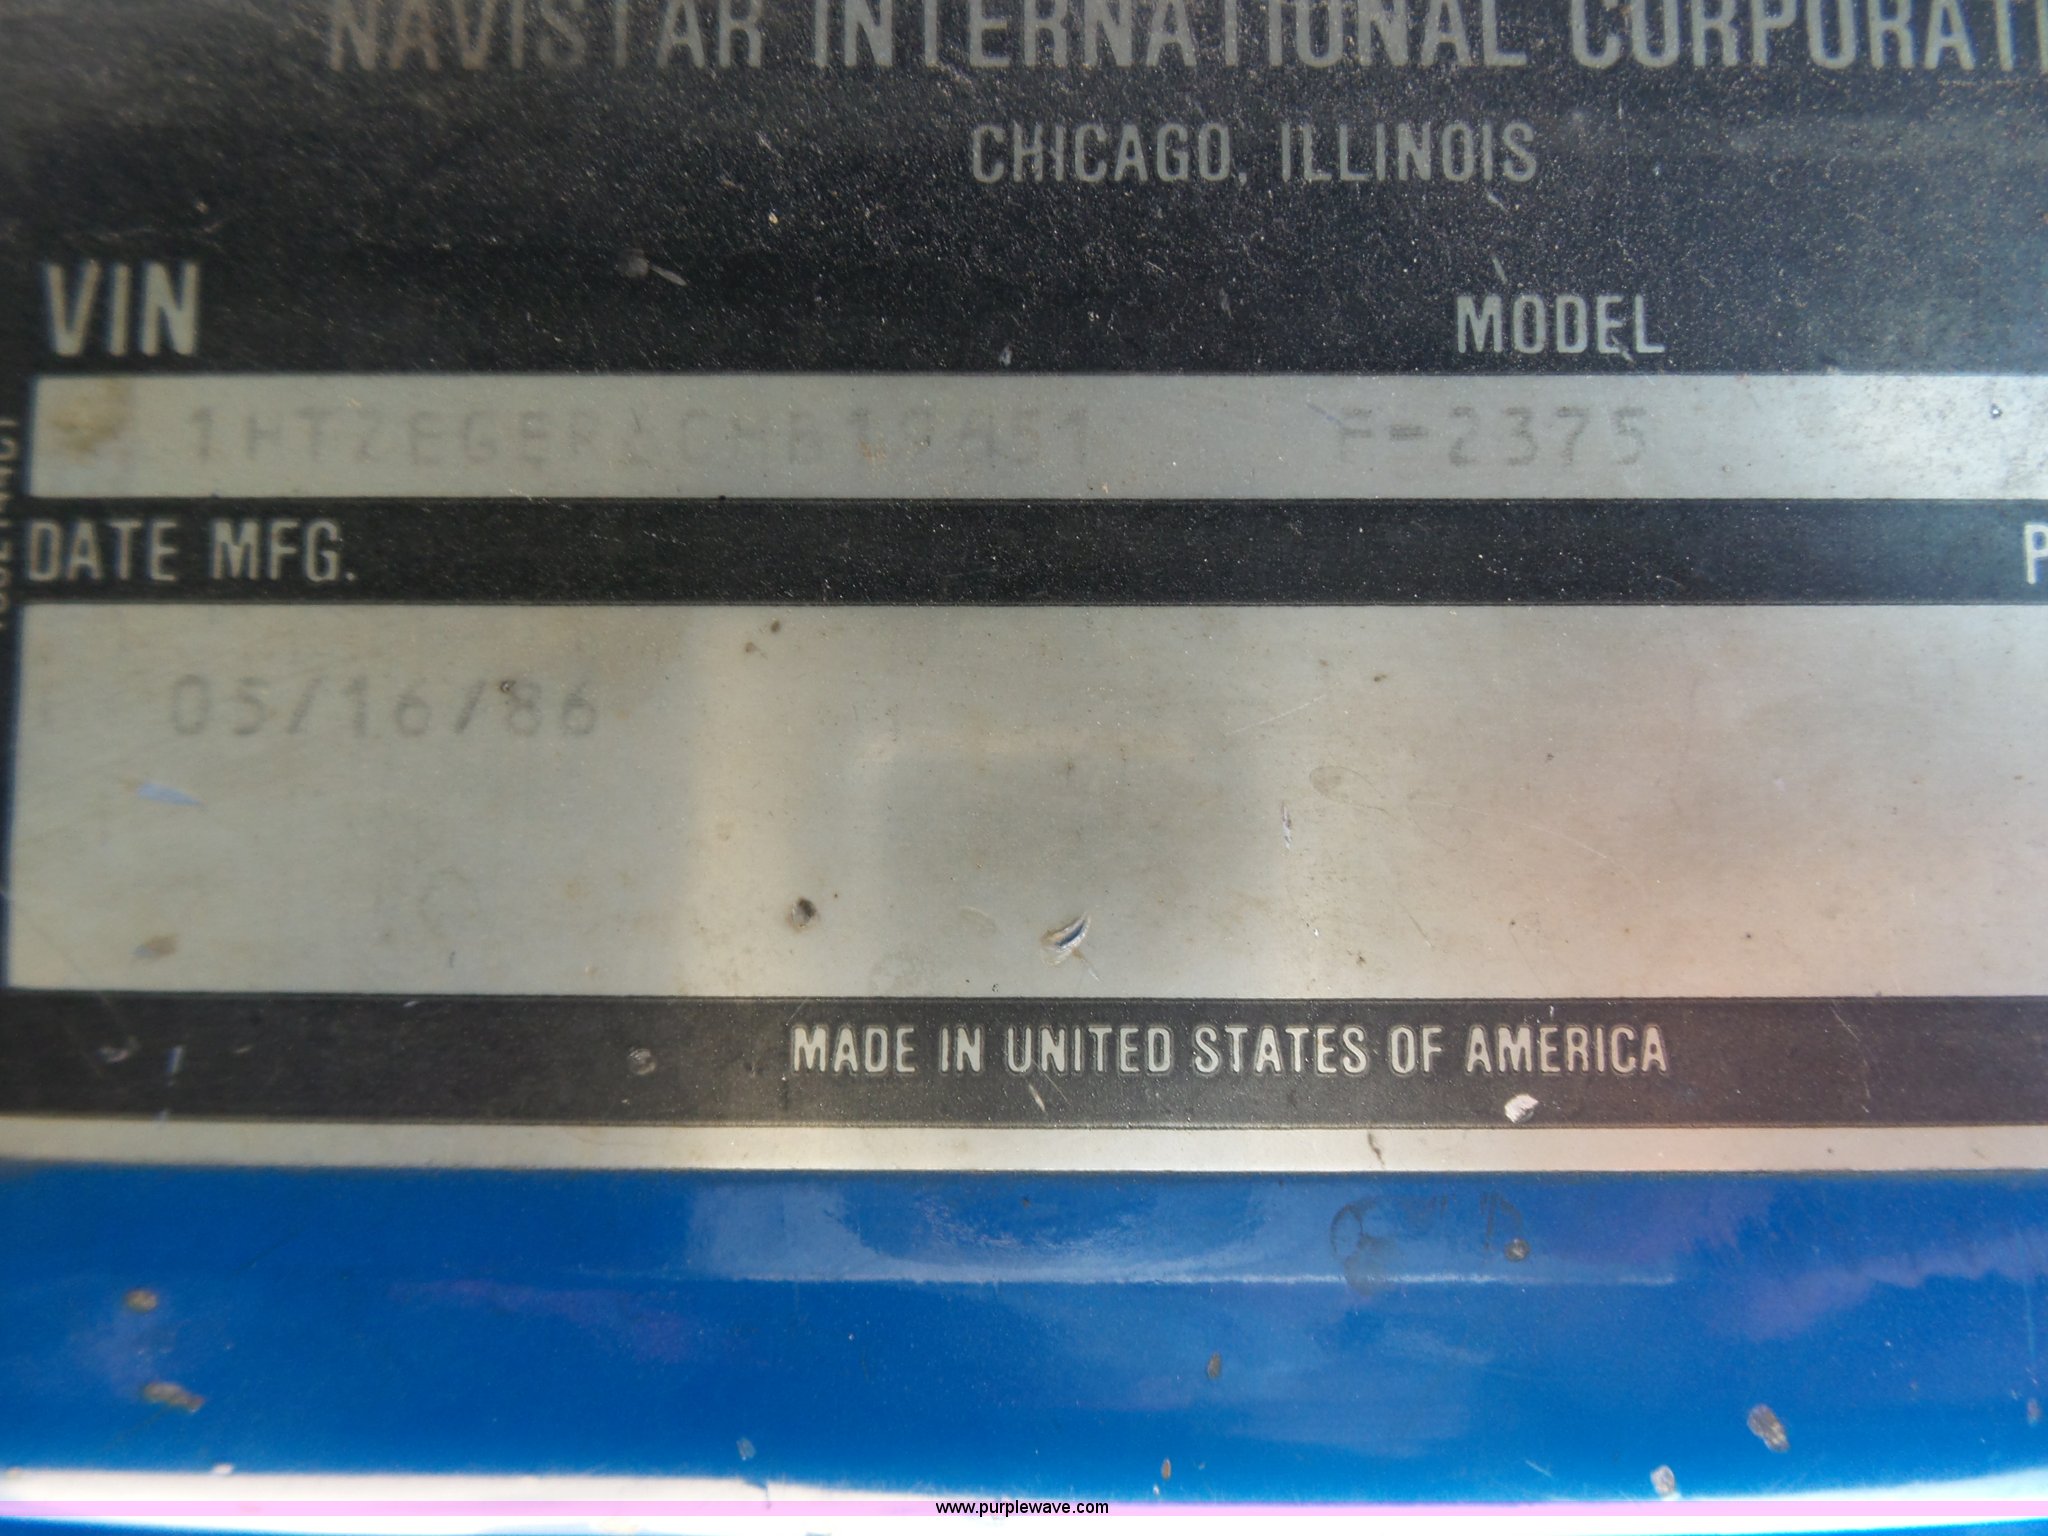 NAVISTAR INTERNATIONAL CORPORATI
CHICAGO, ILLINOIS
VIN
MODEL
F-2375
DATE MFG.
P
05/16/86
MADE IN UNITED STATES OF AMERICA
www.purplewave.com